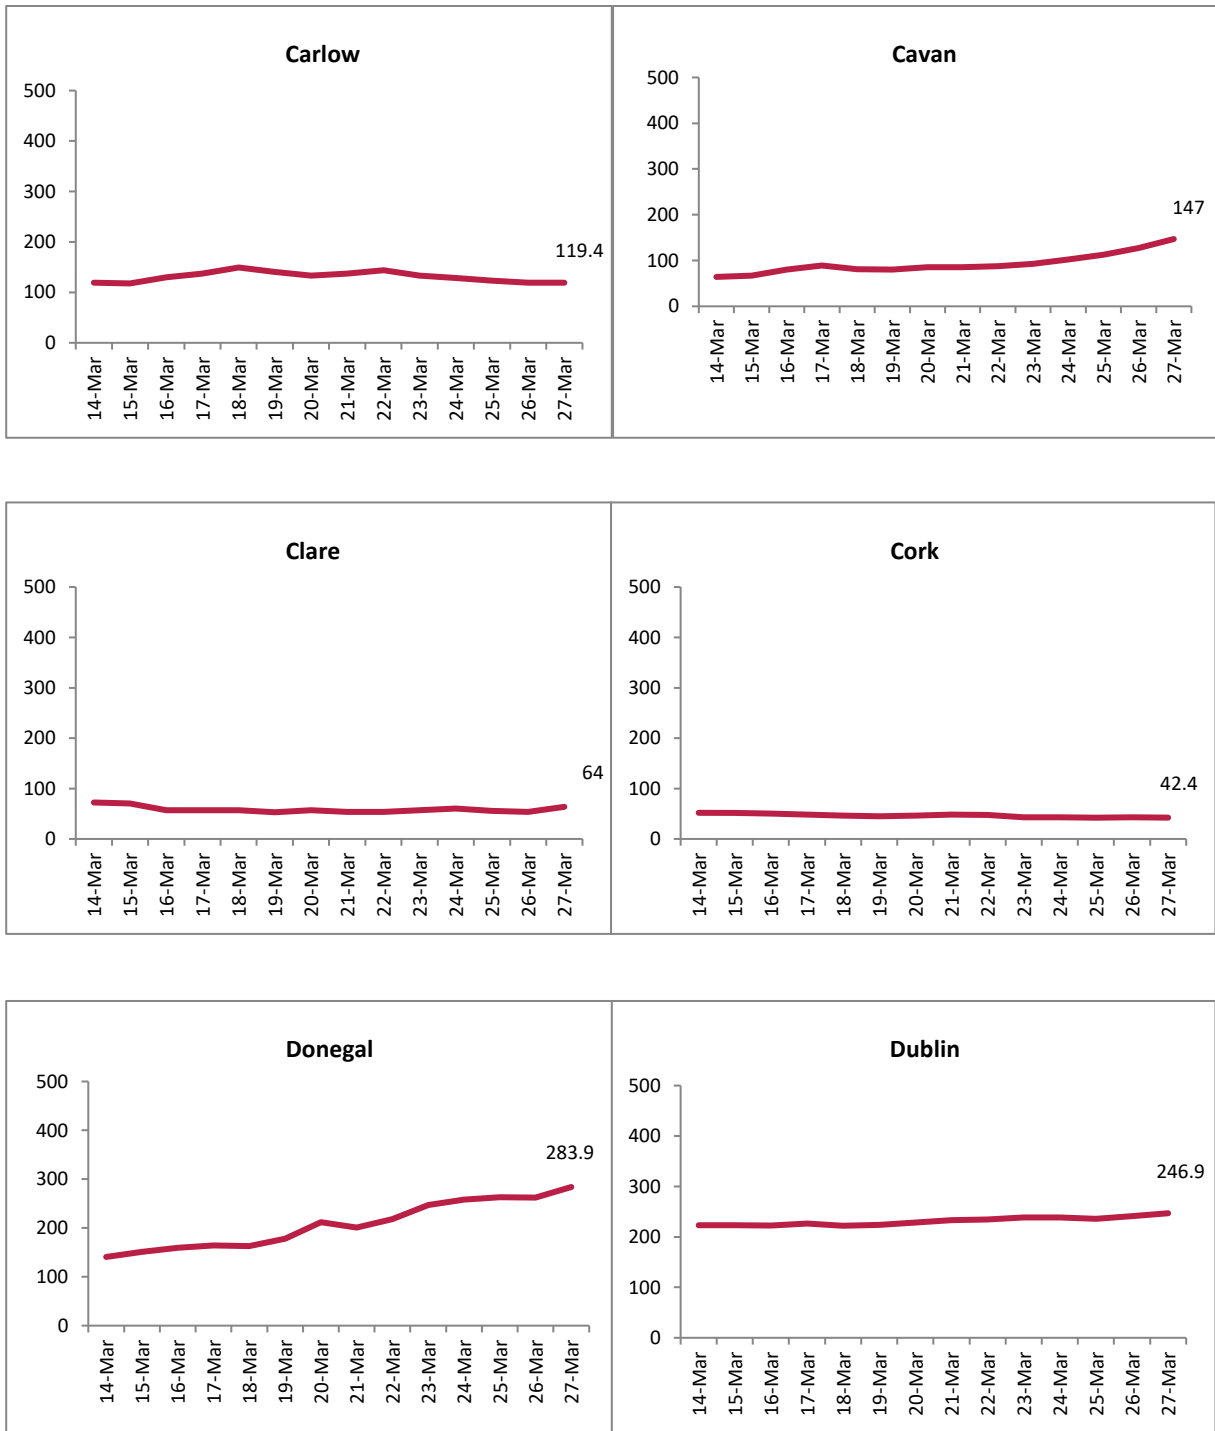 Carlow
500
400
300
200
100
0
119.4
14-Mar
15-Mar
16-Mar
17-Mar
18-Mar
19-Mar
20-Mar
21-Mar
22-Mar
23-Mar
24-Mar
25-Mar
26-Mar
27-Mar
Cavan
500
400
300
200
100
0
147
14-Mar
15-Mar
16-Mar
17-Mar
18-Mar
19-Mar
20-Mar
21-Mar
22-Mar
23-Mar
24-Mar
25-Mar
26-Mar
27-Mar
Clare
500
400
300
200
100
0
64
14-Mar
15-Mar
16-Mar
17-Mar
18-Mar
19-Mar
20-Mar
21-Mar
22-Mar
23-Mar
24-Mar
25-Mar
26-Mar
27-Mar
Cork
500
400
300
200
100
0
42.4
14-Mar
15-Mar
16-Mar
17-Mar
18-Mar
19-Mar
20-Mar
21-Mar
22-Mar
23-Mar
24-Mar
25-Mar
26-Mar
27-Mar
Donegal
500
400
300
200
100
0
283.9
14-Mar
15-Mar
16-Mar
17-Mar
18-Mar
19-Mar
20-Mar
21-Mar
22-Mar
23-Mar
24-Mar
25-Mar
26-Mar
27-Mar
Dublin
500
400
300
200
100
0
246.9
14-Mar
15-Mar
16-Mar
17-Mar
18-Mar
19-Mar
20-Mar
21-Mar
22-Mar
23-Mar
24-Mar
25-Mar
26-Mar
27-Mar